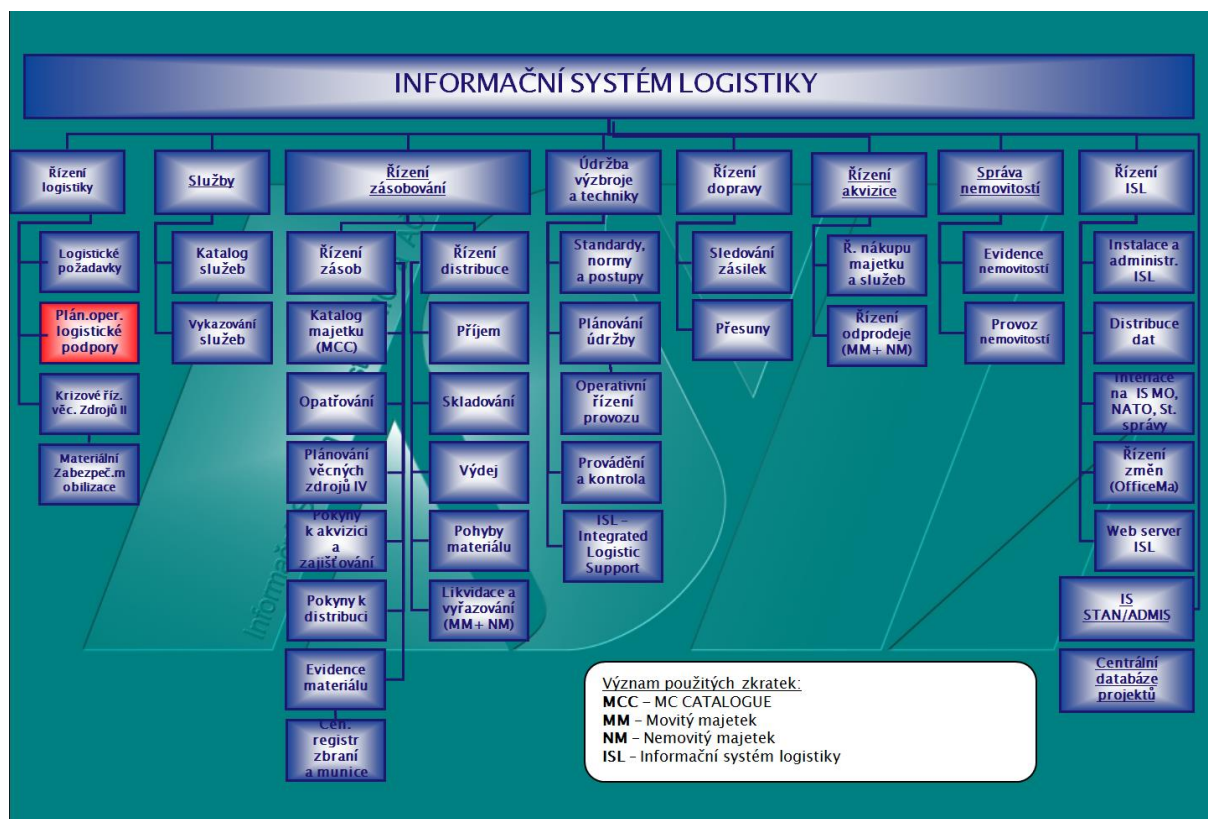 INFORMAČNÍ SYSTÉM LOGISTIKY
Řízení
logistiky
Služby
Řízení
zásobování
Údržba
výzbroje
a techniky
Řízení
dopravy
Řízení
akvizice
Správa
nemovitostí
Řízení
ISL
Logistické
požadavky
Plán.oper.
logistické
podpory
Krizové říz.
věc. Zdrojů II
Materiální
Zabezpeč.m
obilizace
Katalog
služeb
Vykazování
služeb
Řízení
zásob
Katalog
majetku
(MCC)
Opatřování
Plánování
věcných
zdrojů IV
Pokyny
k akvizici
a
zajišťování
Pokyny k
distribuci
Evidence
materiálu
Cen.
registr
zbraní
a munice
Řízení
distribuce
Příjem
Skladování
Výdej
Pohyby
materiálu
Likvidace a
vyřazování
(MM+ NM)
Standardy,
normy
a postupy
Plánování
údržby
Operativní
řízení
provozu
Provádění
a kontrola
ISL –
Integrated
Logistic
Support
Sledování
zásilek
Přesuny
Ř. nákupu
majetku
a služeb
Řízení
odprodeje
(MM+ NM)
Evidence
nemovitostí
Provoz
nemovitostí
Instalace a
administr.
ISL
Distribuce
dat
Interface
na IS MO,
NATO, St.
správy
Řízení
změn
(OfficeMa)
Web server
ISL
IS
STAN/ADMIS
Centrální
databáze
projektů
Význam použitých zkratek:
MCC – MC CATALOGUE
MM – Movitý majetek
NM – Nemovitý majetek
ISL – Informační systém logistiky